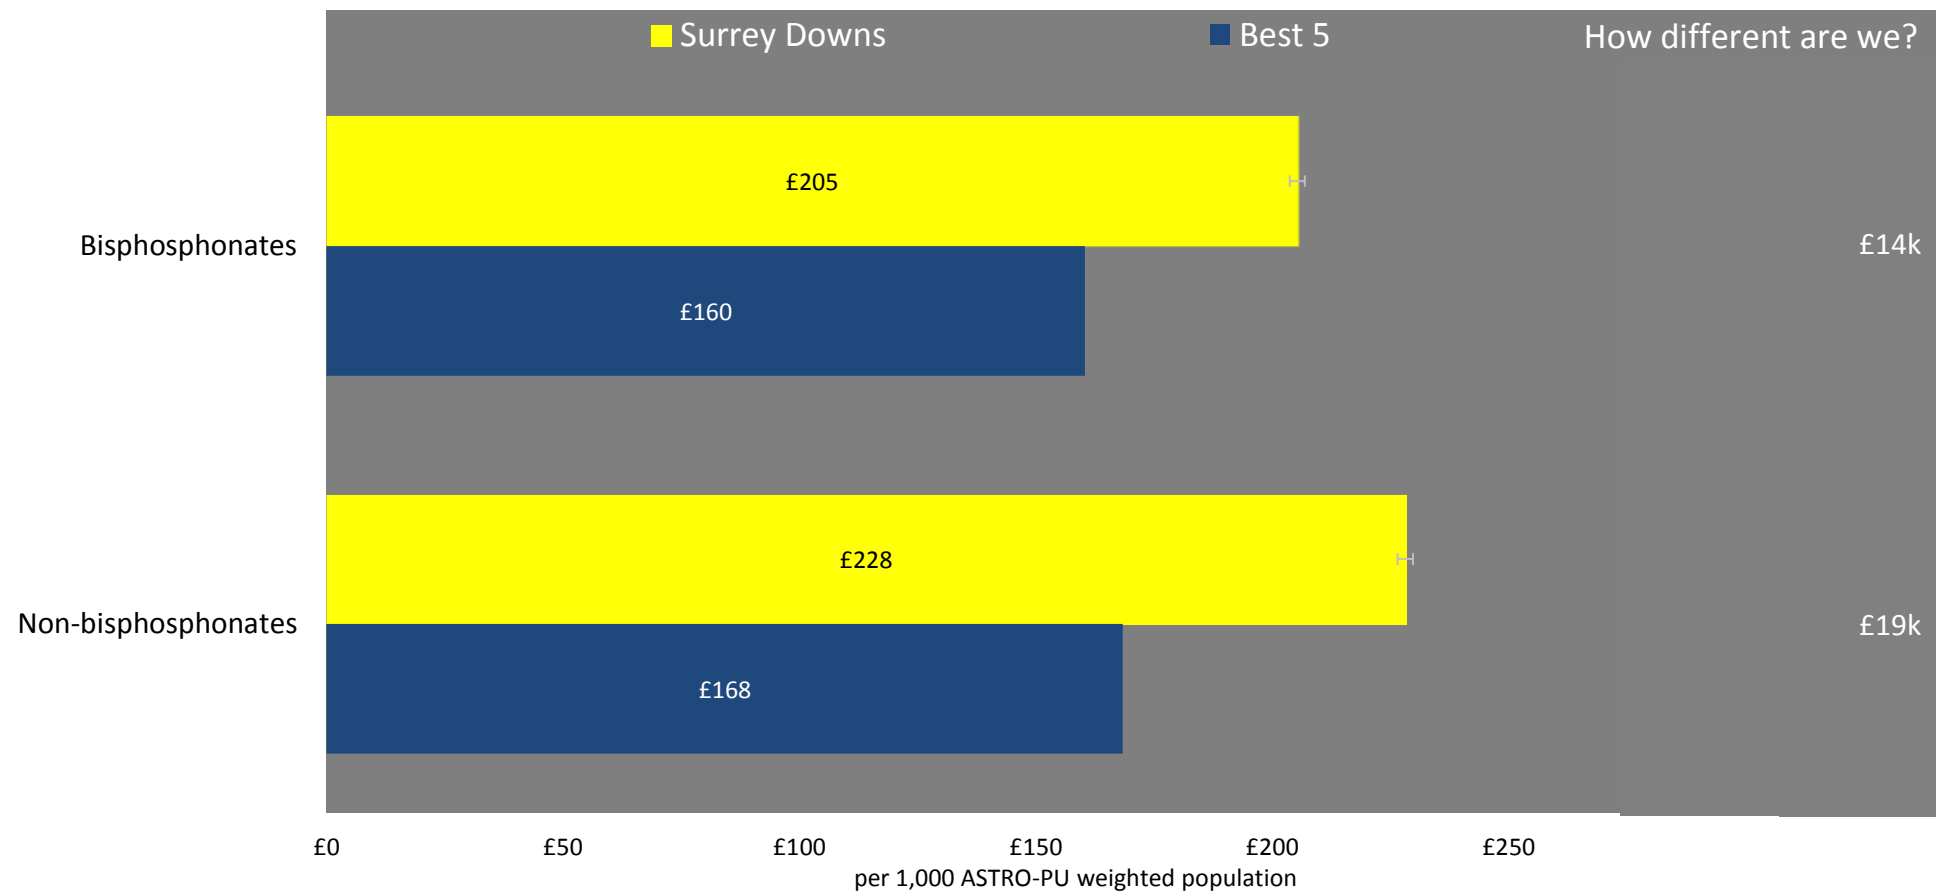 Surrey Downs Best 5 How different are we?
£205
Bisphosphonates £14k
£160
£228
Non-bisphosphonates £19k
£168
£0 £50 £100 £150 £200 £250
per 1,000 ASTRO-PU weighted population